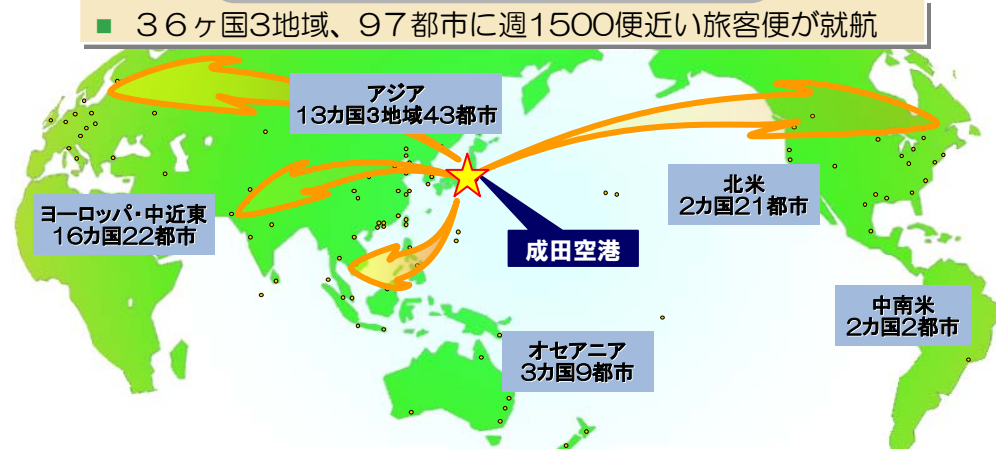 ■ ３６ヶ国3地域、９７都市に週1500便近い旅客便が就航
アジア
13カ国3地域43都市
北米
2カ国21都市
ヨーロッパ・中近東
16カ国22都市
成田空港
中南米
2カ国2都市
オセアニア
3カ国9都市